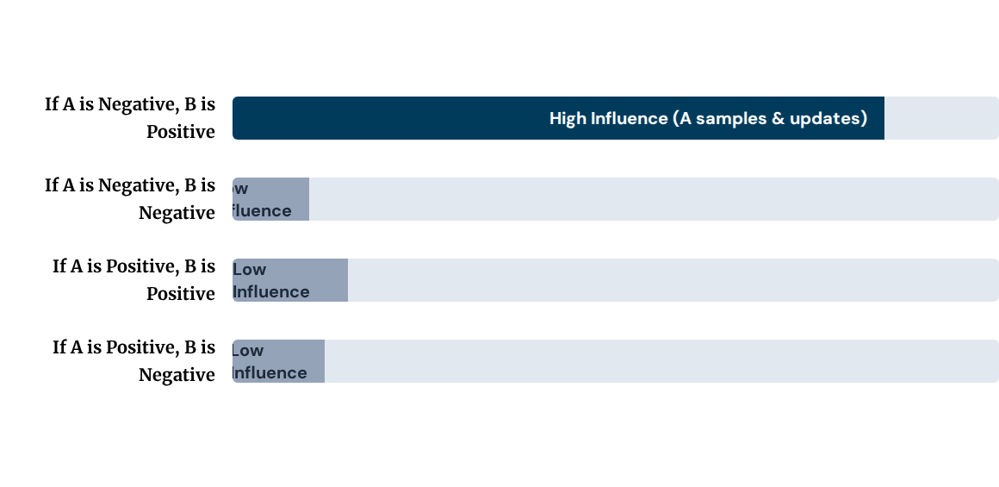 If A is Negative, B is
Positive
High Influence (A samples & updates)
If A is Negative, B is
Negative
ow
fluence
If A is Positive, B is
Positive
Low
Influence
If A is Positive, B is
Negative
Low
Influence